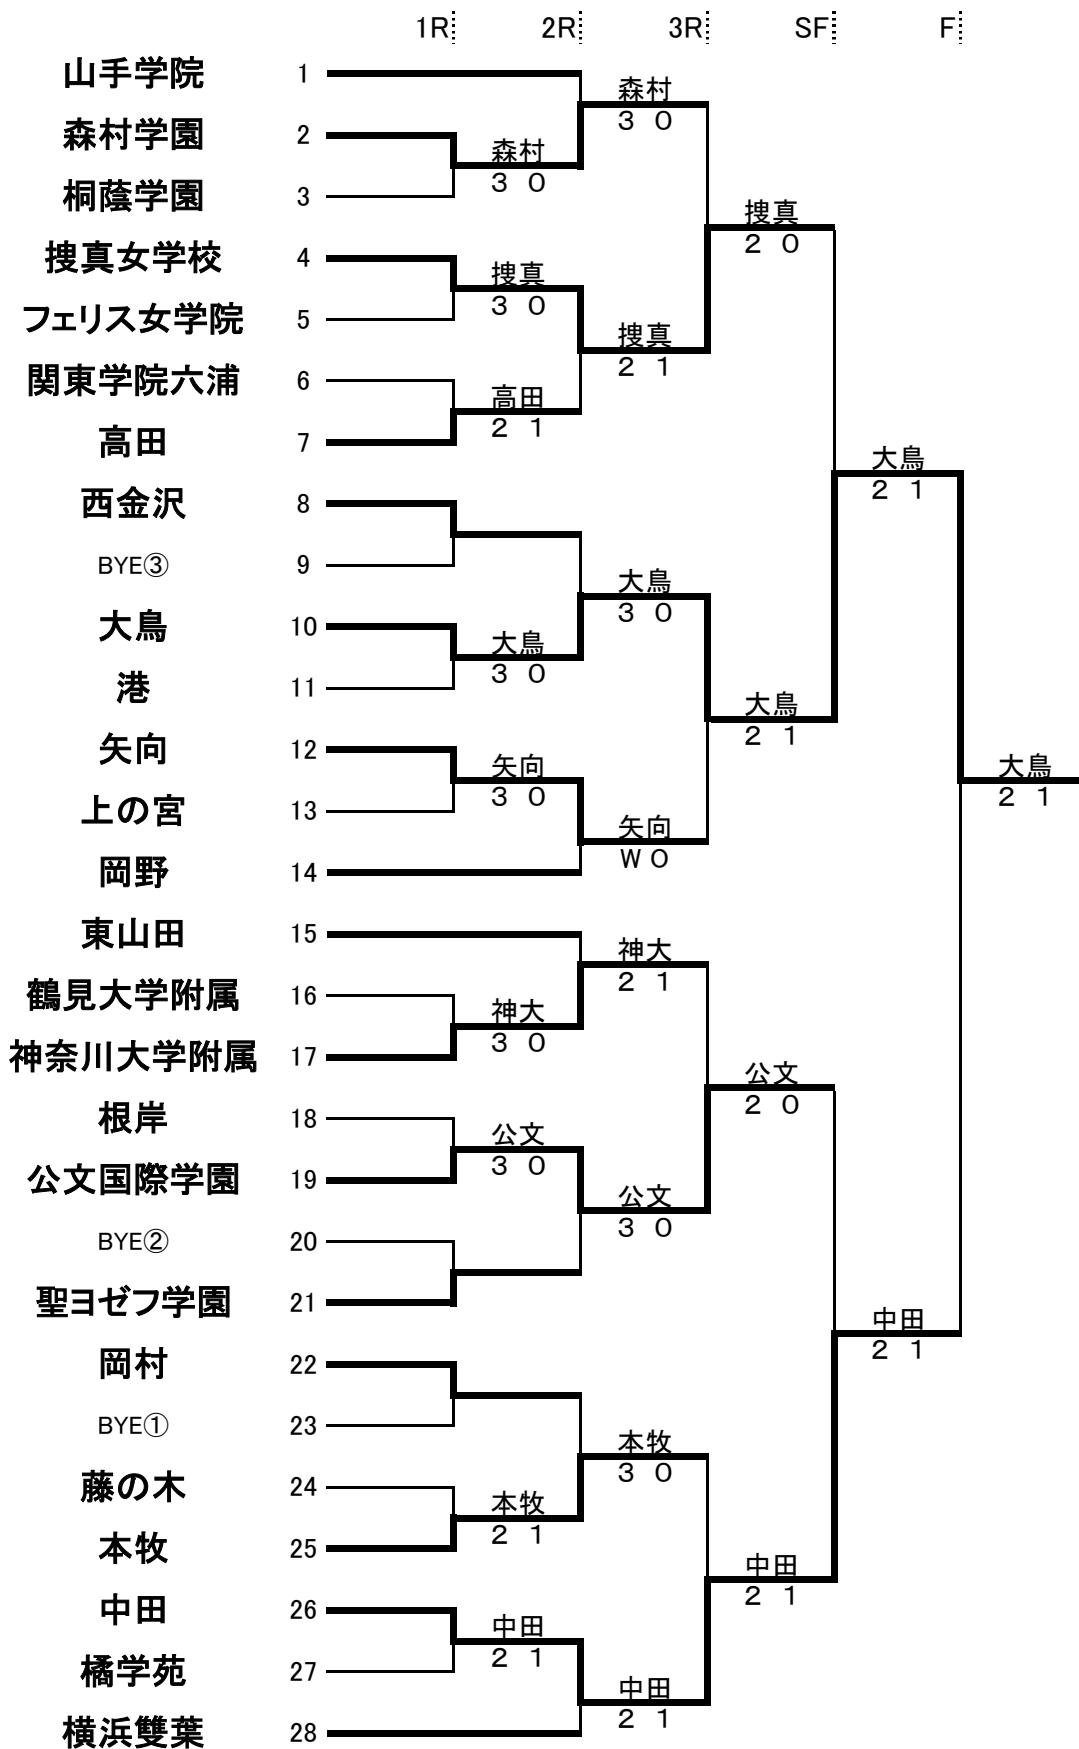 1R 2R 3R SF F
山手学院 1
森村
3 0
森村学園 2
森村
3 0
桐蔭学園 3
捜真
2 0
捜真女学校 4
捜真
3 0
フェリス女学院 5
捜真
2 1
関東学院六浦 6
高田
2 1
高田 7
大鳥
2 1
西金沢 8
BYE③ 9
大鳥
3 0
大鳥 10
大鳥
3 0
港 11
大鳥
2 1
矢向 12
矢向
3 0
大鳥
2 1
上の宮 13
矢向
W O
岡野 14
東山田 15
神大
2 1
鶴見大学附属 16
神大
3 0
神奈川大学附属 17
公文
2 0
根岸 18
公文
3 0
公文国際学園 19
公文
3 0
BYE② 20
聖ヨゼフ学園 21
中田
2 1
岡村 22
BYE① 23
本牧
3 0
藤の木 24
本牧
2 1
本牧 25
中田
2 1
中田 26
中田
2 1
橘学苑 27
中田
2 1
横浜雙葉 28